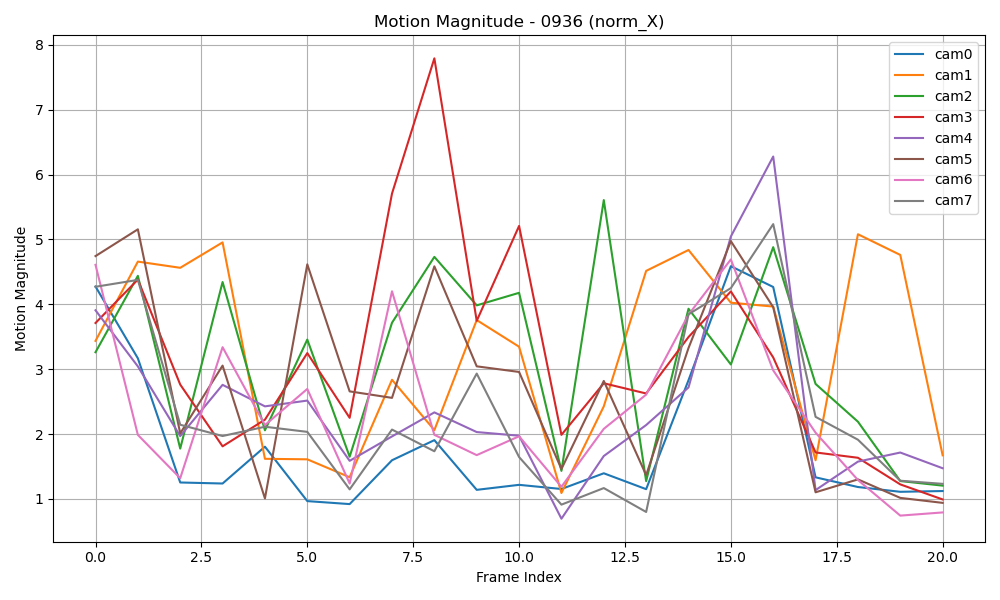 Motion Magnitude - 0936 (norm_X)
Motion Magnitude
8
7
6
5
4
3
2
1
0.0 2.5 5.0 7.5 10.0 12.5 15.0 17.5 20.0
Frame Index
cam0
cam1
cam2
cam3
cam4
cam5
cam6
cam7